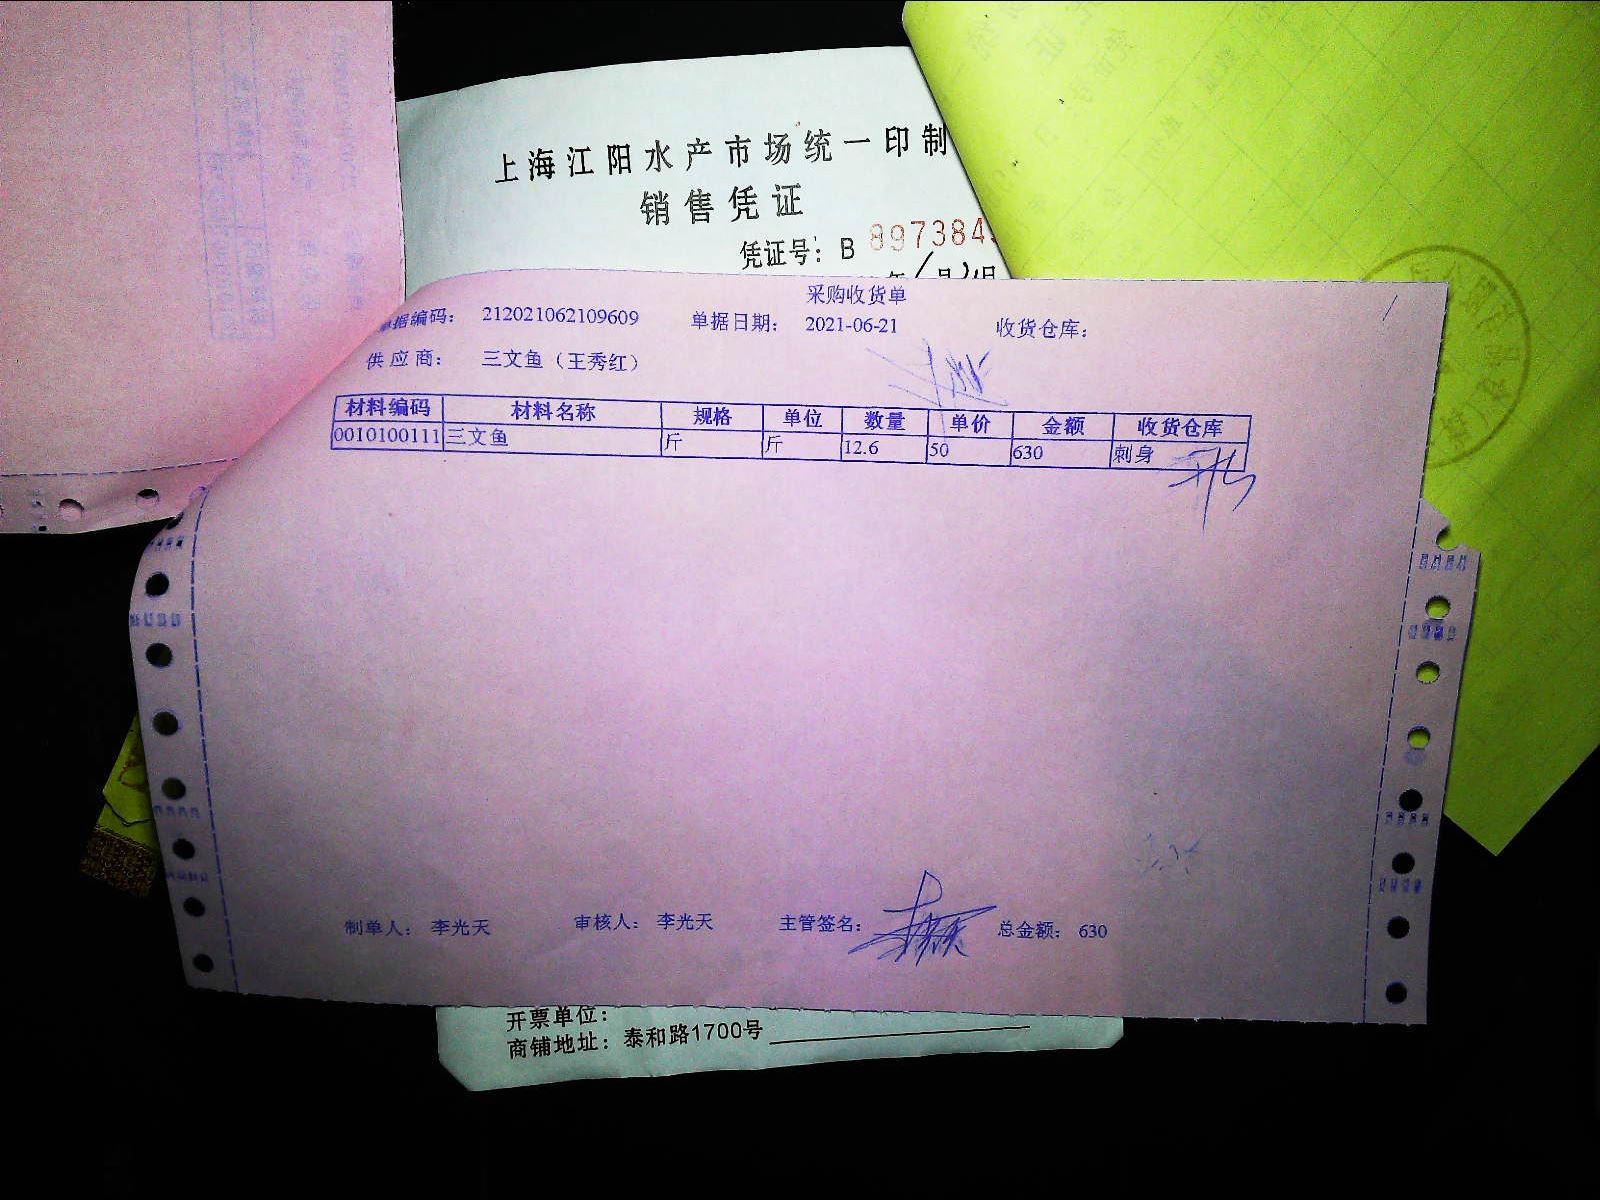 上海江阳水产市场统一印制
销售凭证
凭证号：B 897384
采购收货单
单据编码： 212021062109609 单据日期： 2021-06-21 收货仓库：
供应商： 三文鱼（王秀红）
材料编码 材料名称 规格 单位 数量 单价 金额 收货仓库
0010100111 三文鱼 斤 斤 12.6 50 630 刺身
制单人： 李光天 审核人： 李光天 主管签名： 总金额： 630
开票单位：
商铺地址：泰和路1700号